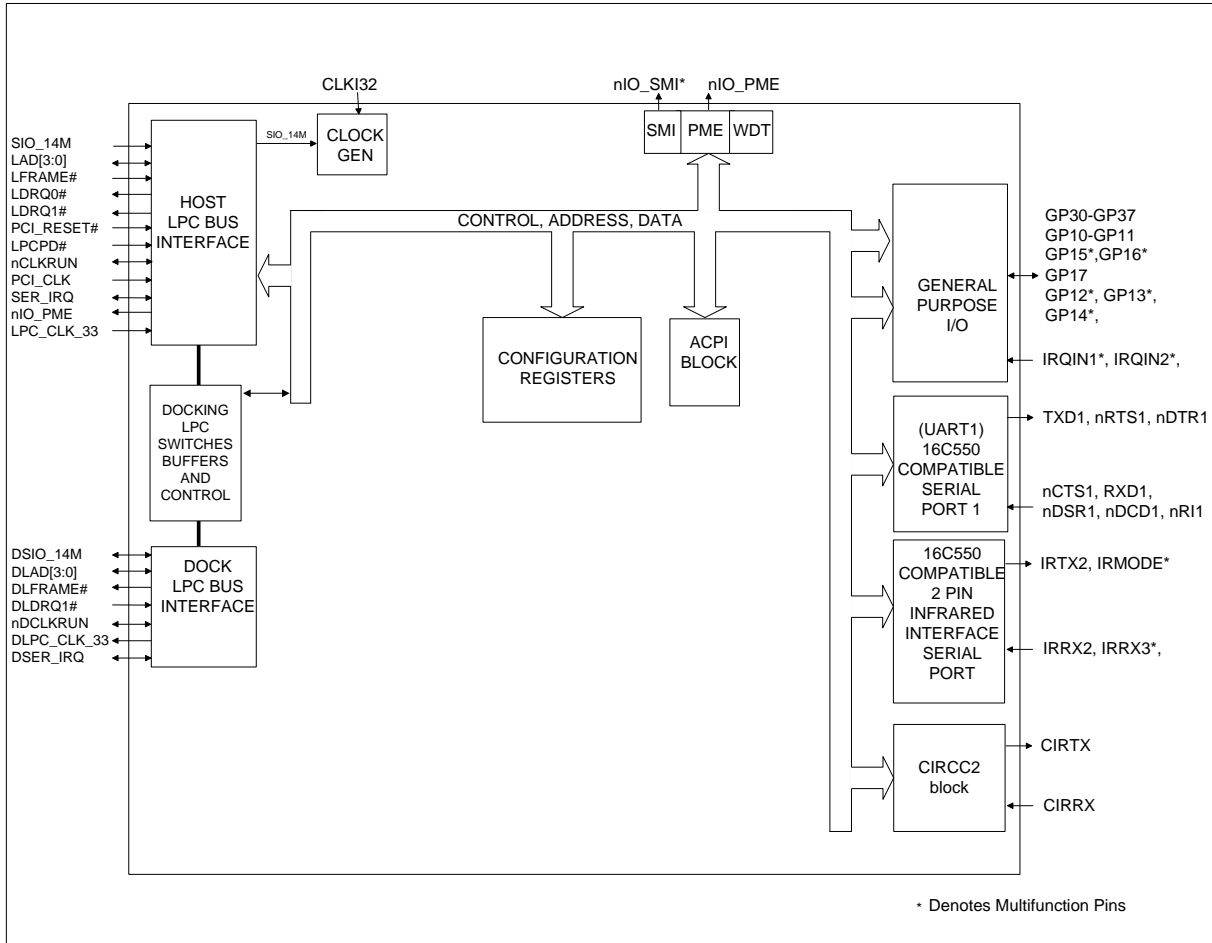 CLKI32
nIO_SMI*
nIO_PME
SIO_14M
LAD[3:0]
LFRAME#
LDRQ0#
LDRQ1#
PCI_RESET#
LPCPD#
nCLKRUN
PCI_CLK
SER_IRQ
nIO_PME
LPC_CLK_33
HOST
LPC BUS
INTERFACE
SIO_14M
CLOCK
GEN
SMI
PME
WDT
CONTROL, ADDRESS, DATA
CONFIGURATION
REGISTERS
ACPI
BLOCK
GENERAL
PURPOSE
I/O
GP30-GP37
GP10-GP11
GP15*,GP16*
GP17
GP12*, GP13*,
GP14*,
IRQIN1*, IRQIN2*,
DOCKING
LPC
SWITCHES
BUFFERS
AND
CONTROL
(UART1)
16C550
COMPATIBLE
SERIAL
PORT 1
TXD1, nRTS1, nDTR1
nCTS1, RXD1,
nDSR1, nDCD1, nRI1
DSIO_14M
DLAD[3:0]
DLFRAME#
DLDRQ1#
nDCLKRUN
DLPC_CLK_33
DSER_IRQ
DOCK
LPC BUS
INTERFACE
16C550
COMPATIBLE
2 PIN
INFRARED
INTERFACE
SERIAL
PORT
IRTX2, IRMODE*
IRRX2, IRRX3*,
CIRCC2
block
CIRTX
CIRRX
* Denotes Multifunction Pins